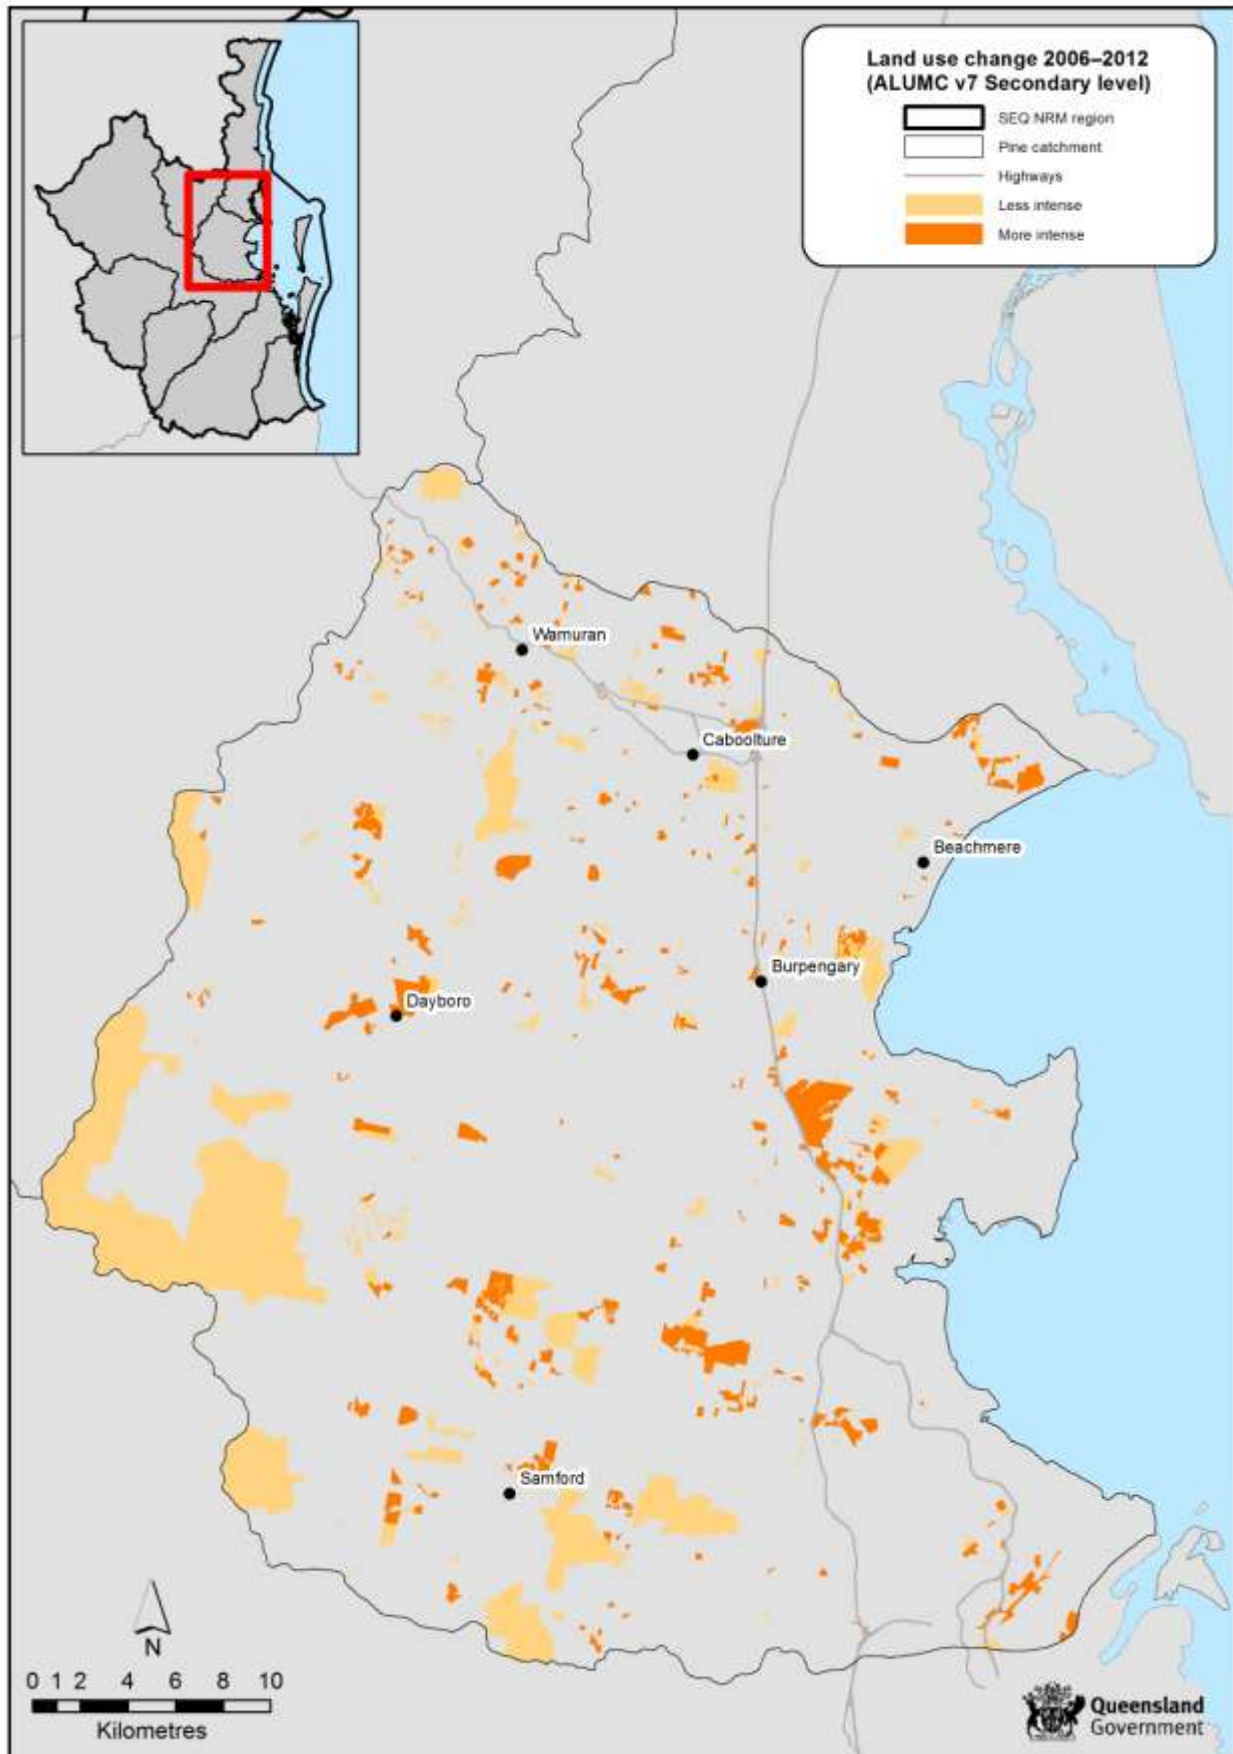 Land use change 2006–2012
(ALUMC v7 Secondary level)
SEQ NRM region
Pine catchment
Highways
Less intense
More intense
Wamuran
Caboolture
Beachmere
Burpengary
Dayboro
Samford
N
0 1 2 4 6 8 10
Kilometres
Queensland
Government